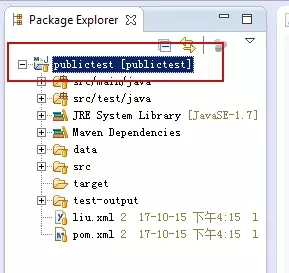 Package Explorer
publictest [publictest]
src/main/java
src/test/java
JRE System Library [JavaSE-1.7]
Maven Dependencies
data
src
target
test-output
liu.xml 2 17-10-15 下午4:15 l
pom.xml 2 17-10-15 下午4:15 l